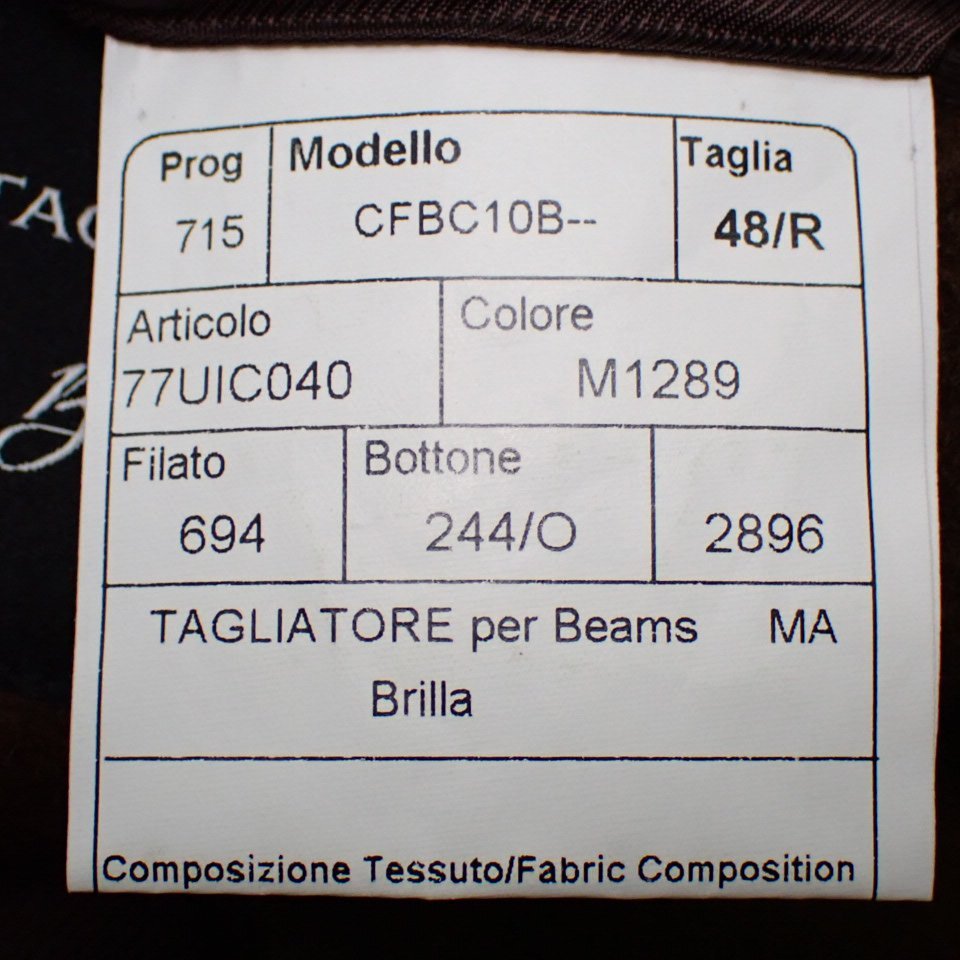 Prog Modello Taglia
715 CFBC10B-- 48/R
Articolo Colore
77UIC040 M1289
Filato Bottone
694 244/O 2896
TAGLIATORE per Beams MA
Brilla
Composizione Tessuto/Fabric Composition